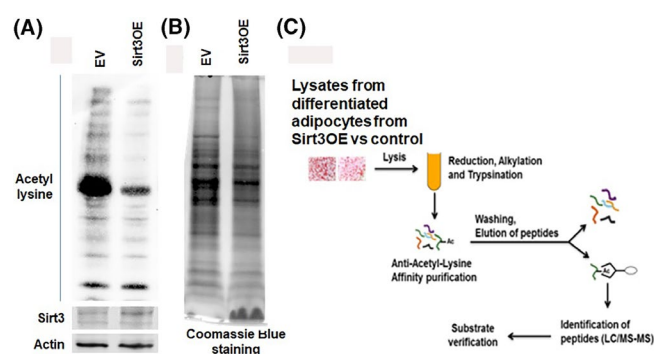 (A)
EV
Sirt3OE
Acetyl
lysine
Sirt3
Actin
(B)
EV
Sirt3OE
Coomassie Blue
staining
(C)
Lysates from
differentiated
adipocytes from
Sirt3OE vs control
Lysis
Reduction, Alkylation
and Trypsination
Ac
Anti-Acetyl-Lysine
Affinity purification
Washing,
Elution of peptides
Ac
Identification of
peptides (LC/MS-MS)
Substrate
verification